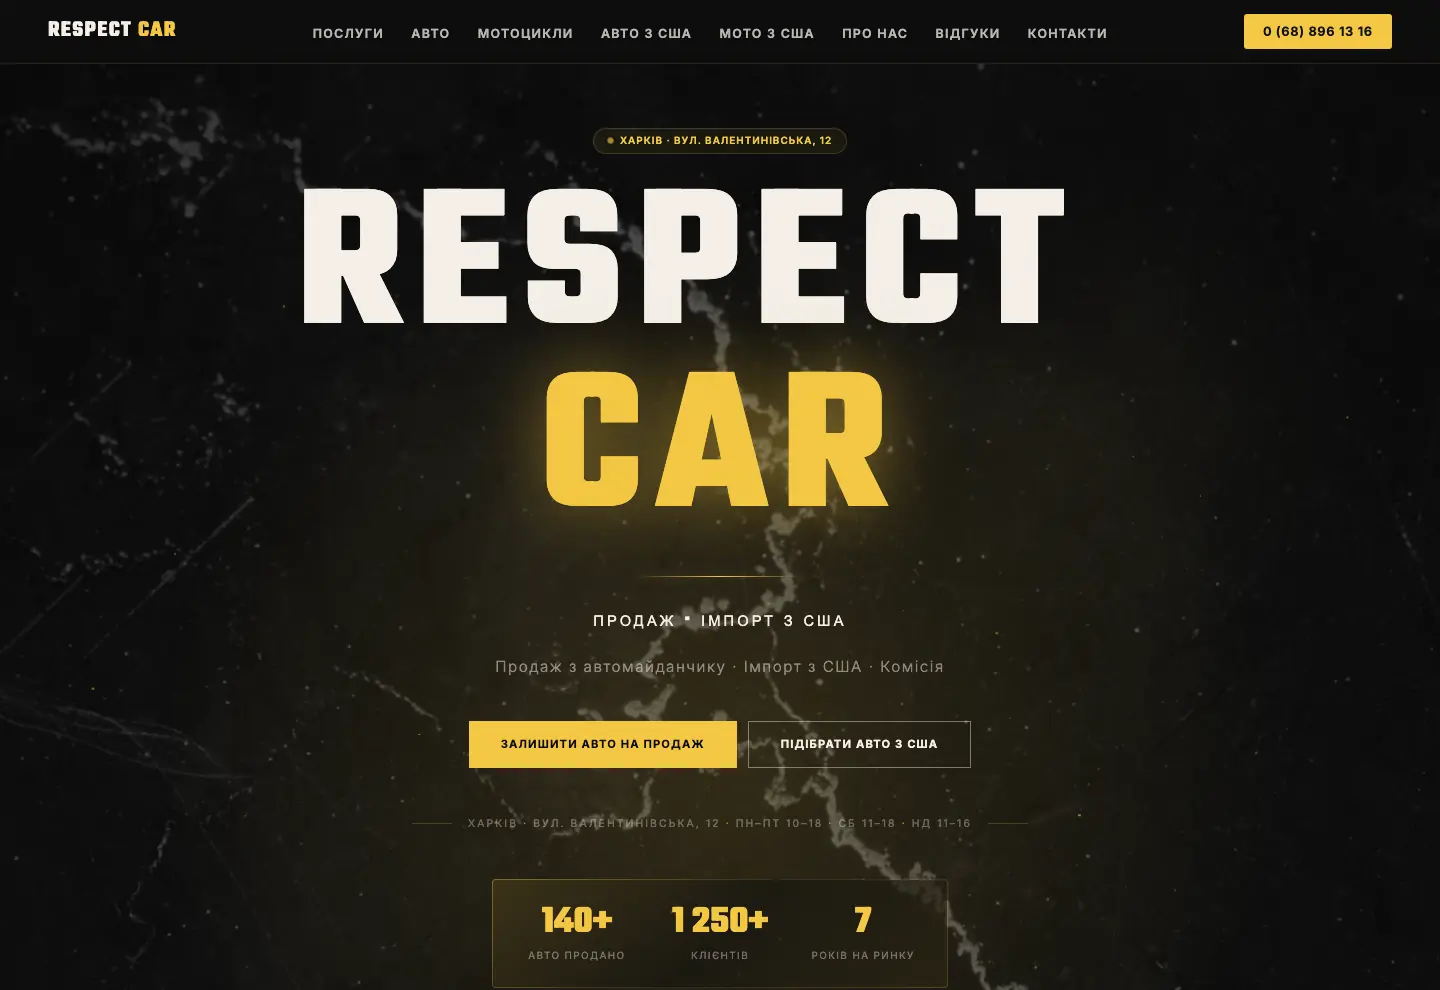 RESPECT CAR
ПОСЛУГИ АВТО МОТОЦИКЛИ АВТО З США МОТО З США ПРО НАС ВІДГУКИ КОНТАКТИ
0 (68) 896 13 16
ХАРКІВ · ВУЛ. ВАЛЕНТИНІВСЬКА, 12
RESPECT
CAR
ПРОДАЖ · ІМПОРТ З США
Продаж з автомайданчику · Імпорт з США · Комісія
ЗАЛИШИТИ АВТО НА ПРОДАЖ
ПІДІБРАТИ АВТО З США
ХАРКІВ · ВУЛ. ВАЛЕНТИНІВСЬКА, 12 · ПН–ПТ 10–18 · СБ 11–18 · НД 11–16
140+ 1 250+ 7
АВТО ПРОДАНО КЛІЄНТІВ РОКІВ НА РИНКУ